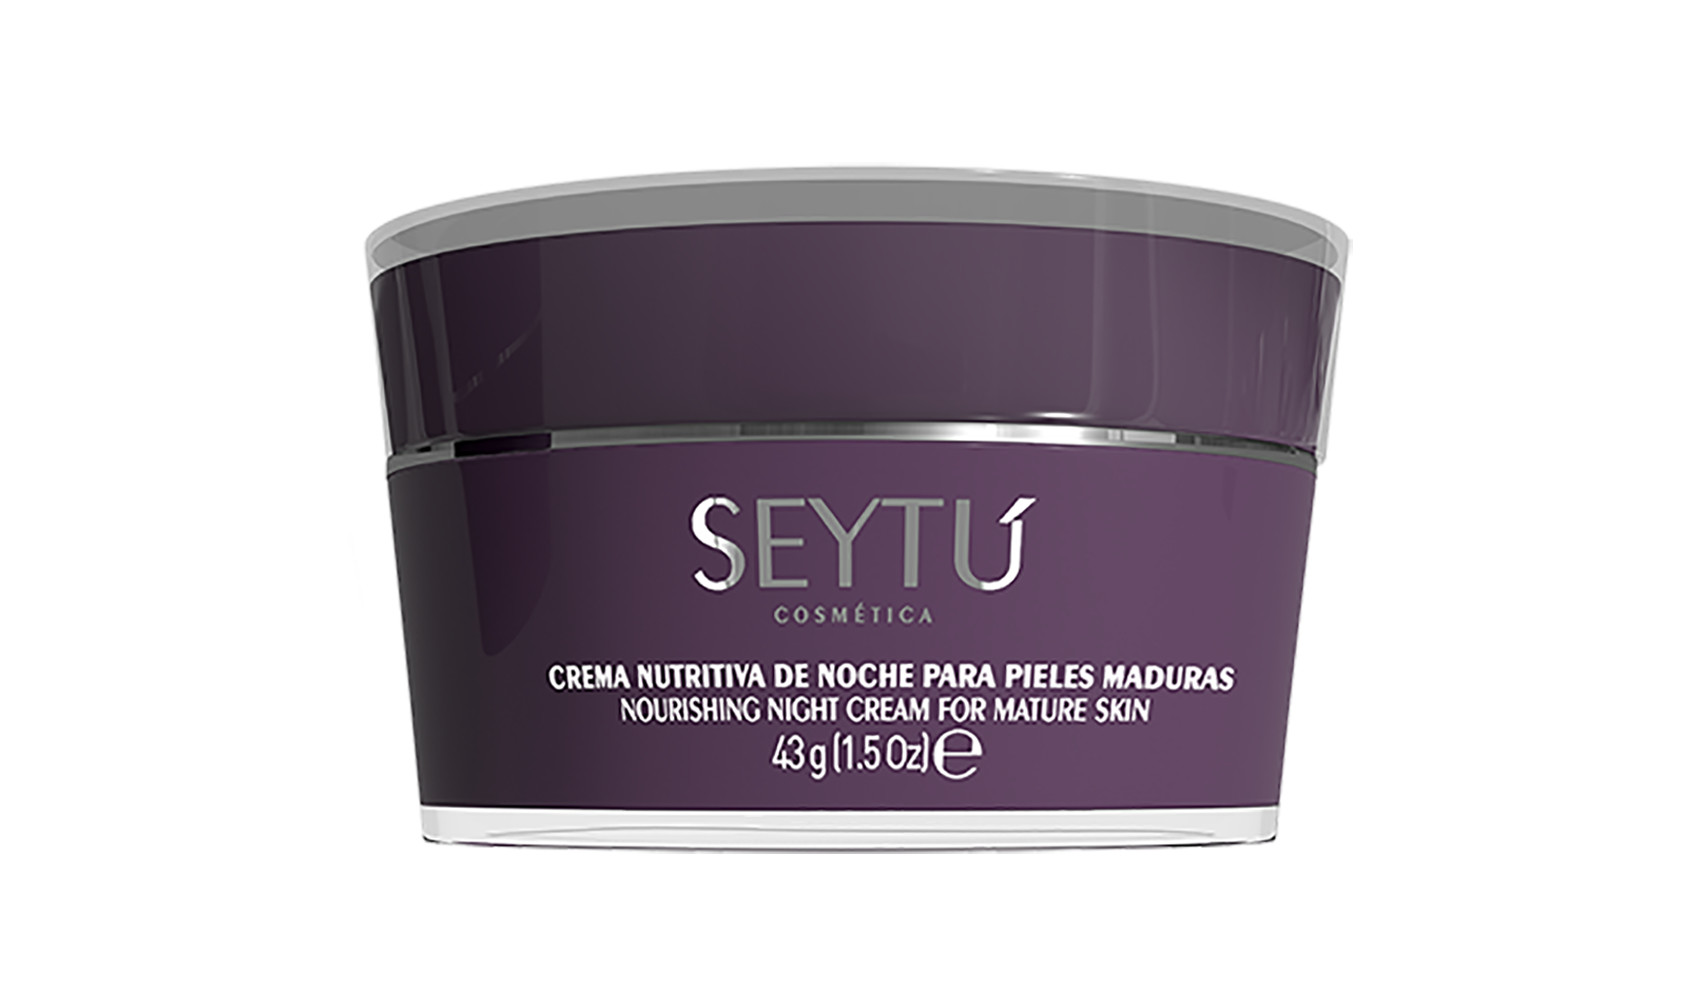 SEYTÚ
COSMÉTICA
CREMA NUTRITIVA DE NOCHE PARA PIELES MADURAS
NOURISHING NIGHT CREAM FOR MATURE SKIN
43 g (1.5 Oz) ℮